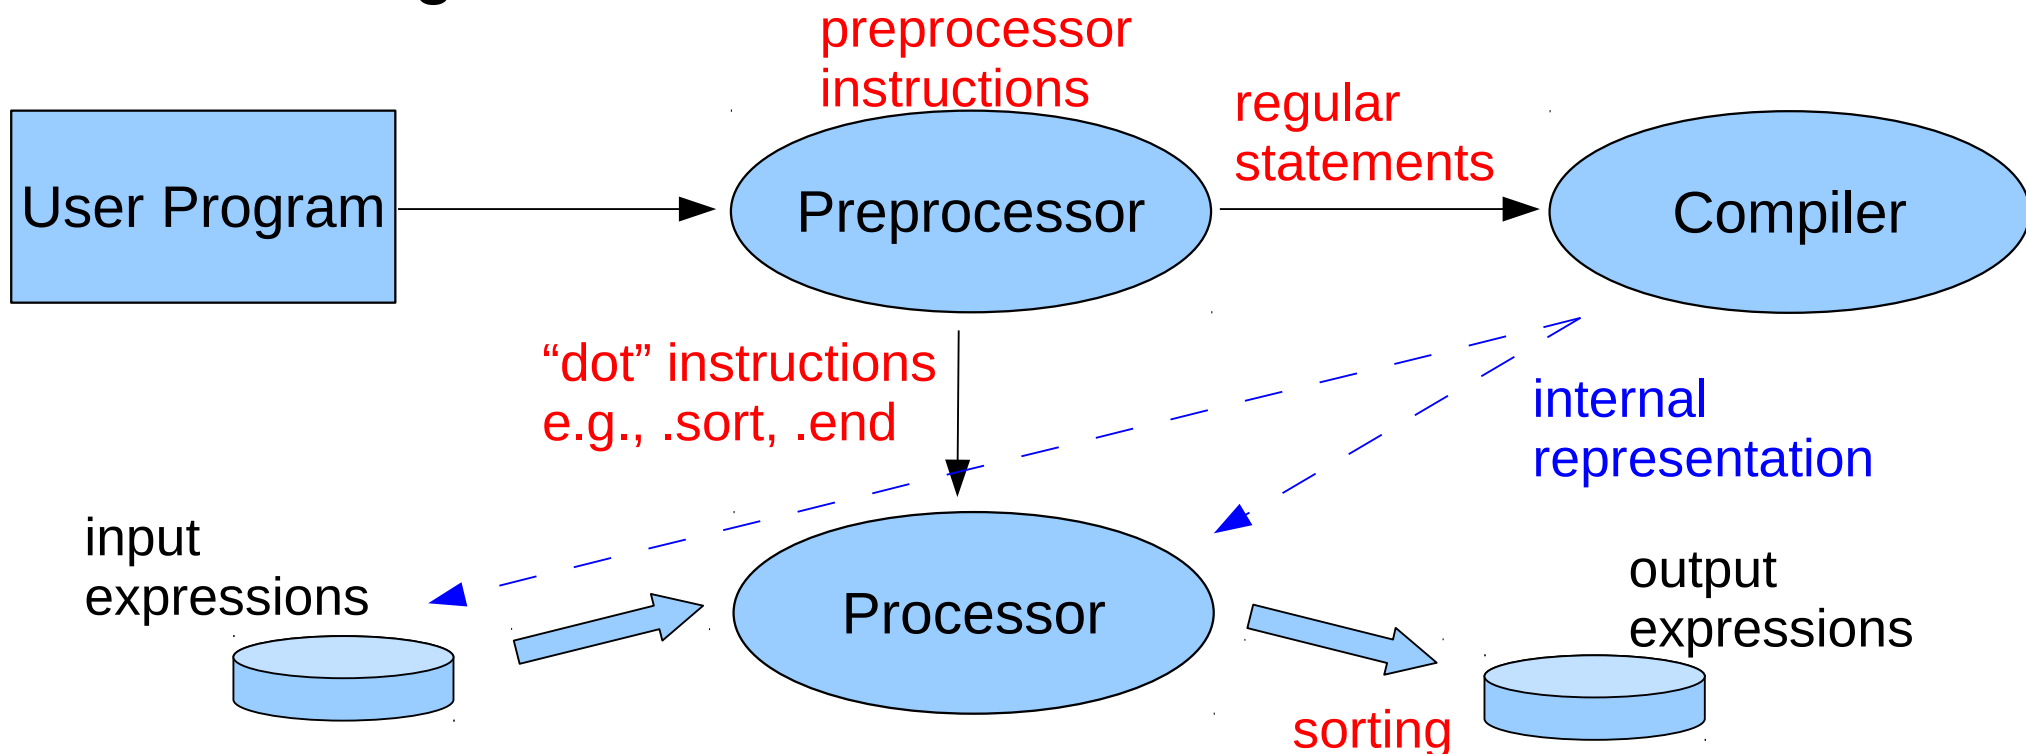 preprocessor
instructions
regular
statements
User Program
Preprocessor
Compiler
“dot” instructions
e.g., .sort, .end
internal
representation
input
expressions
Processor
output
expressions
sorting